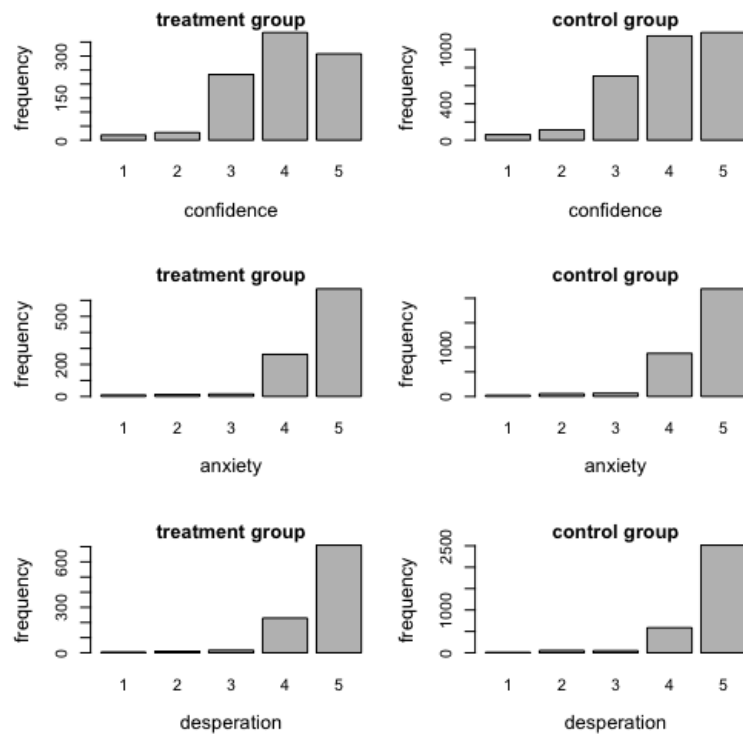 treatment group
frequency
0
150
300
1
2
3
4
5
confidence
control group
frequency
0
400
1000
1
2
3
4
5
confidence
treatment group
frequency
0
200
500
1
2
3
4
5
anxiety
control group
frequency
0
1000
1
2
3
4
5
anxiety
treatment group
frequency
0
300
600
1
2
3
4
5
desperation
control group
frequency
0
1000
2500
1
2
3
4
5
desperation